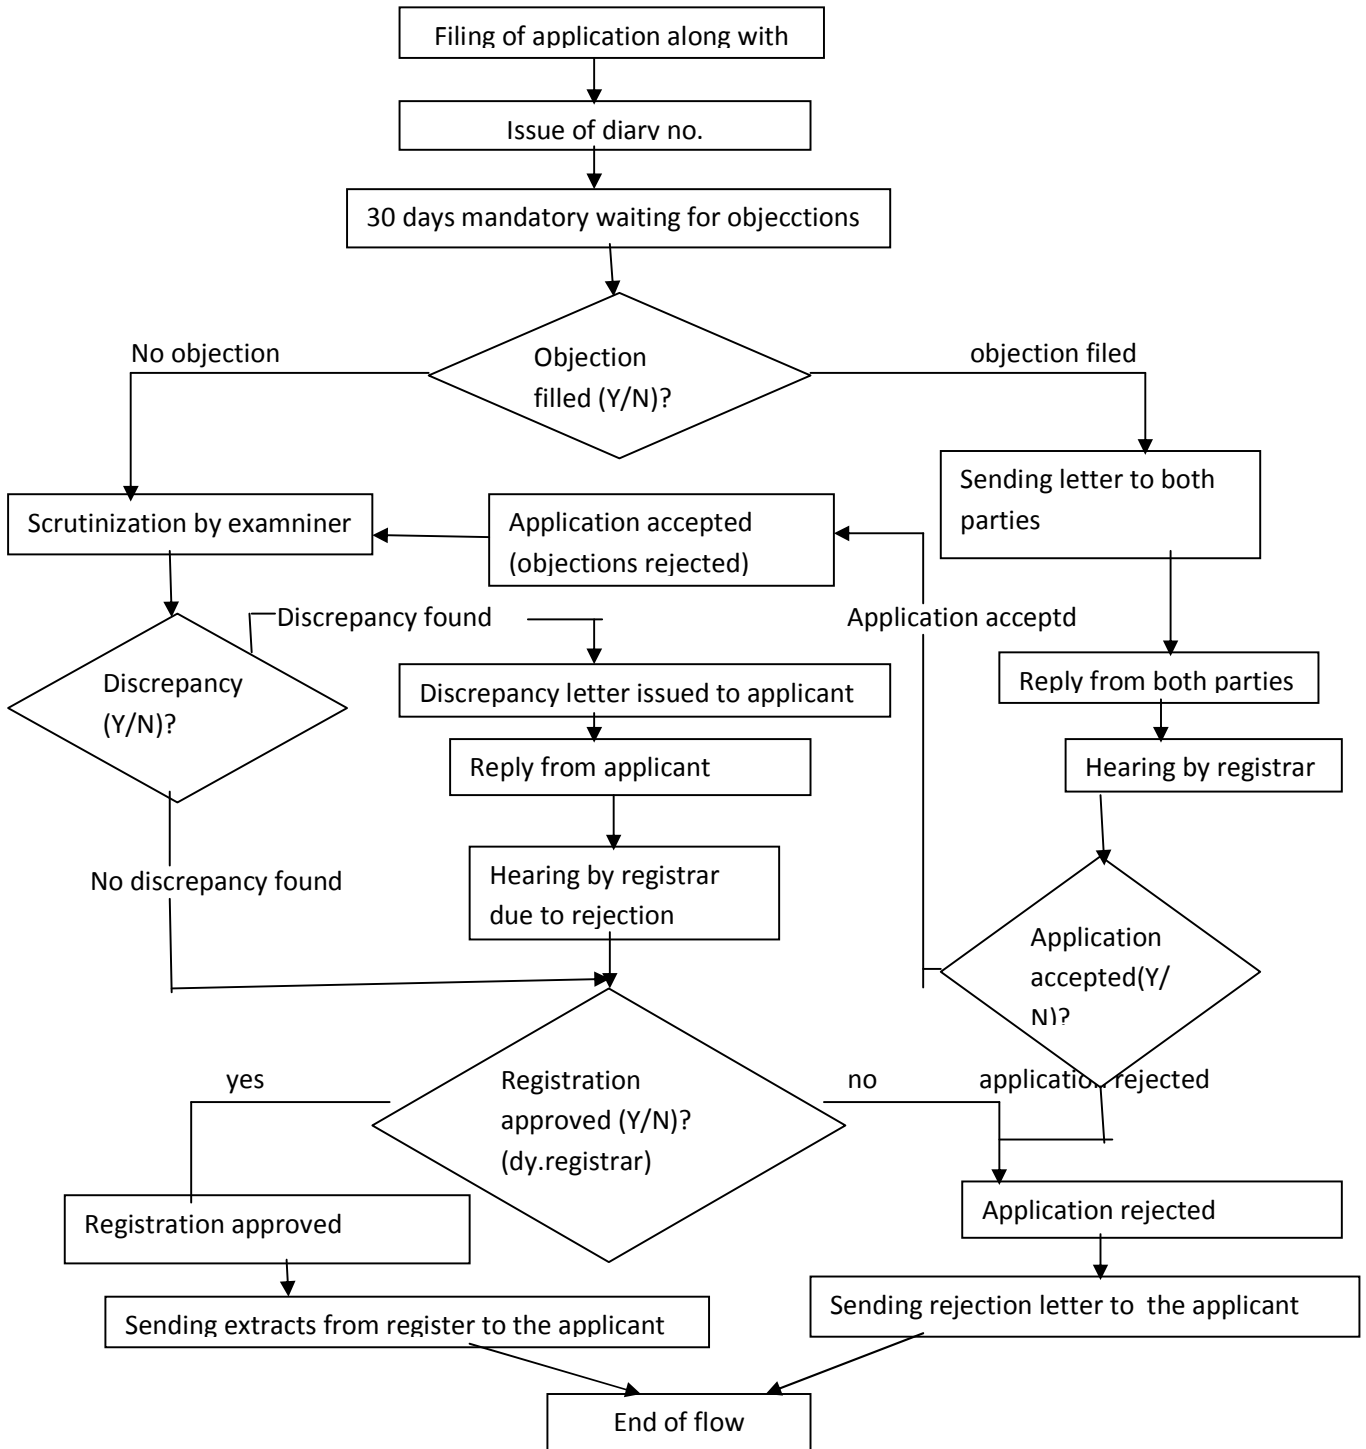 Filing of application along with
Issue of diary no.
30 days mandatory waiting for objecctions
No objection
Objection
filled (Y/N)?
objection filed
Sending letter to both
parties
Scrutinization by examniner
Application accepted
(objections rejected)
Discrepancy found
Application acceptd
Discrepancy
(Y/N)?
Discrepancy letter issued to applicant
Reply from both parties
Reply from applicant
Hearing by registrar
No discrepancy found
Hearing by registrar
due to rejection
Application
accepted(Y/
N)?
yes
Registration
approved (Y/N)?
(dy.registrar)
no
application rejected
Registration approved
Application rejected
Sending extracts from register to the applicant
Sending rejection letter to the applicant
End of flow